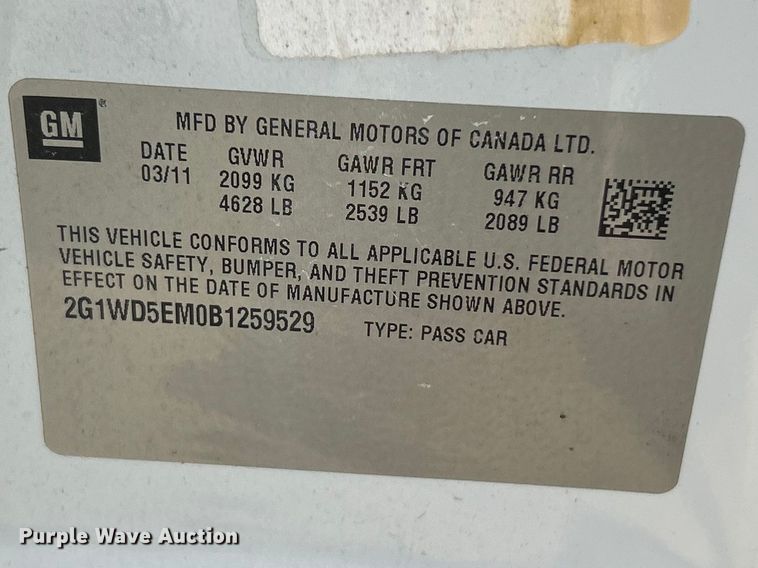 GM ®
MFD BY GENERAL MOTORS OF CANADA LTD.
DATE GVWR GAWR FRT GAWR RR
03/11 2099 KG 1152 KG 947 KG
4628 LB 2539 LB 2089 LB
THIS VEHICLE CONFORMS TO ALL APPLICABLE U.S. FEDERAL MOTOR
VEHICLE SAFETY, BUMPER, AND THEFT PREVENTION STANDARDS IN
EFFECT ON THE DATE OF MANUFACTURE SHOWN ABOVE.
2G1WD5EM0B1259529 TYPE: PASS CAR
Purple Wave Auction